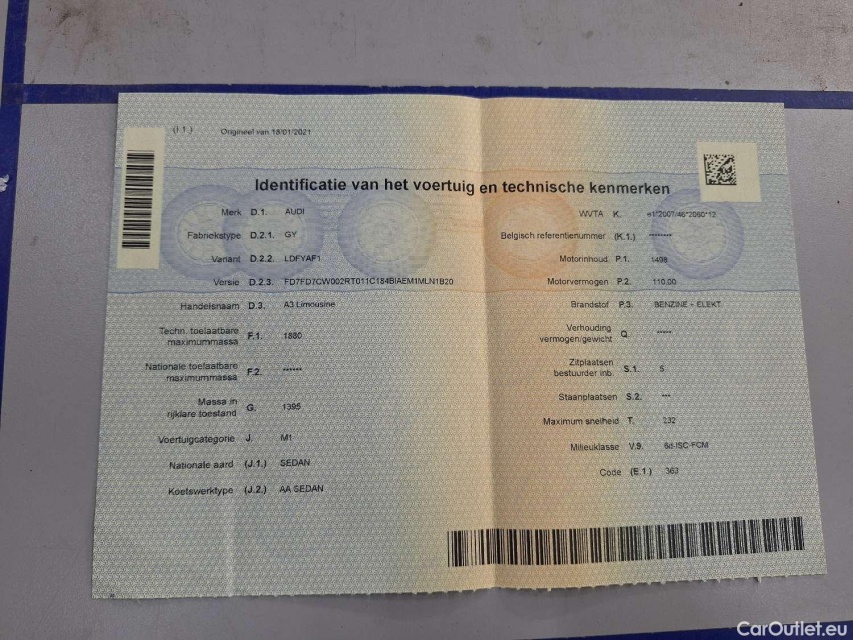 (I 1.) Origineel van 18/01/2021
Identificatie van het voertuig en technische kenmerken
Merk D.1. AUDI
Fabriekstype D.2.1. GY
Variant D.2.2. LDFYAF1
Versie D.2.3. FD7FD7CW002RT011C184BIAEM1MLN1B20
Handelsnaam D.3. A3 Limousine
Techn. toelaatbare
maximummassa F.1. 1880
Nationale toelaatbare
maximummassa F.2. ******
Massa in
rijklare toestand G. 1395
Voertuigcategorie J. M1
Nationale aard (J.1.) SEDAN
Koetswerktype (J.2.) AA SEDAN
WVTA K. e1*2007/46*2060*12
Belgisch referentienummer (K.1.) *******
Motorinhoud P.1. 1498
Motorvermogen P.2. 110,00
Brandstof P.3. BENZINE + ELEKT.
Verhouding
vermogen/gewicht Q. *****
Zitplaatsen
bestuurder inb. S.1. 5
Staanplaatsen S.2. ***
Maximum snelheid T. 232
Milieuklasse V.9. 6d-ISC-FCM
Code (E.1.) 363
CarOutlet.eu